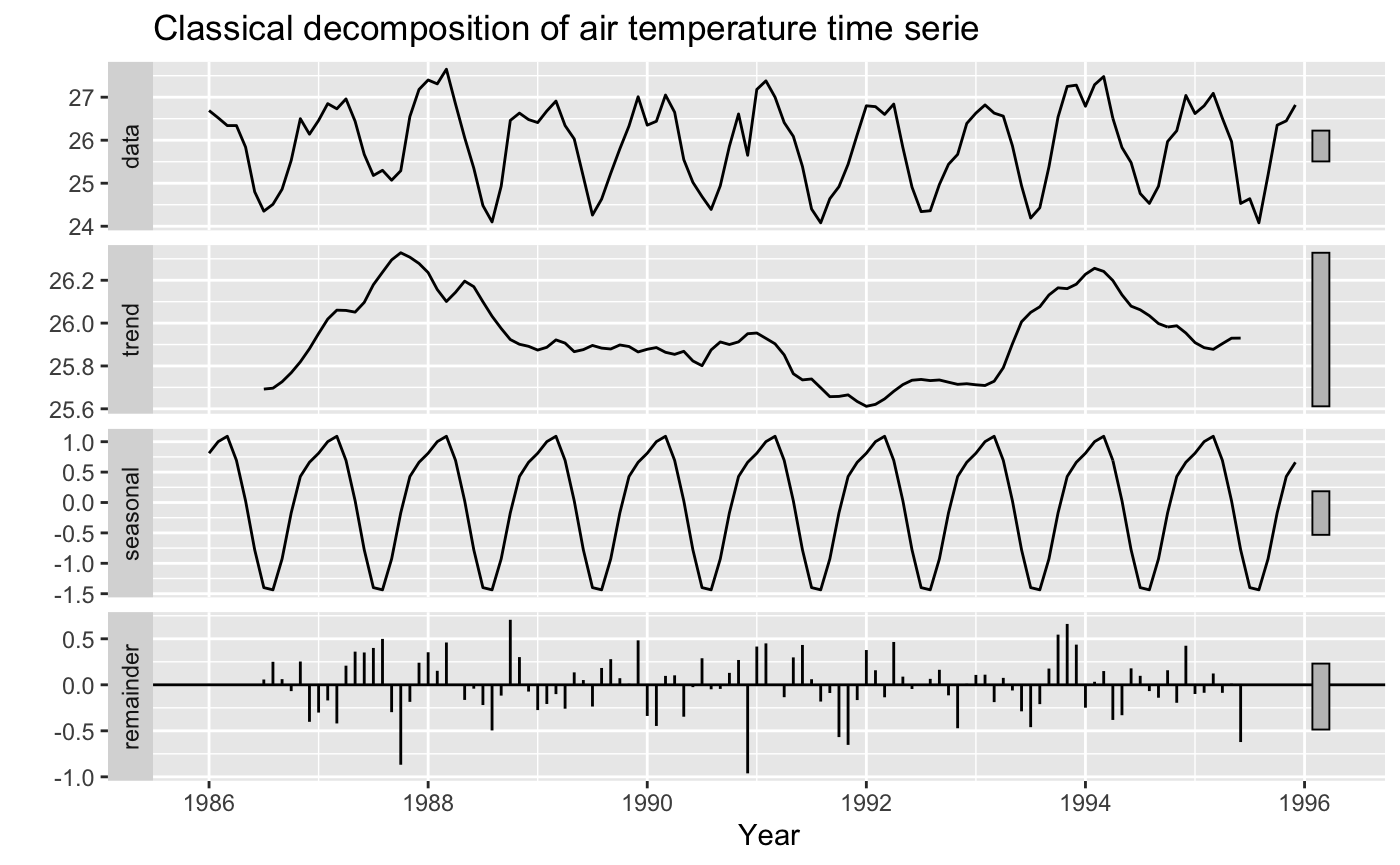 Classical decomposition of air temperature time serie
data
27
26
25
24
trend
26.2
26.0
25.8
25.6
seasonal
1.0
0.5
0.0
-0.5
-1.0
-1.5
remainder
0.5
0.0
-0.5
-1.0
1986 1988 1990 1992 1994 1996
Year